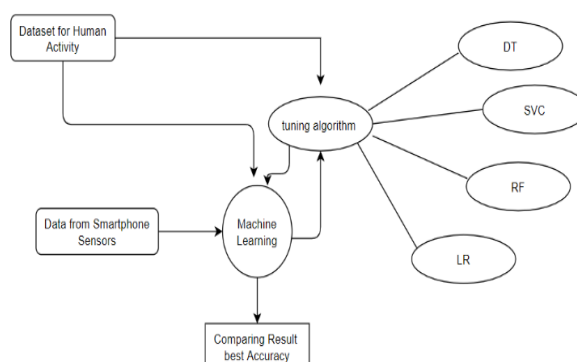 Dataset for Human
Activity
DT
tuning algorithm
SVC
RF
Data from Smartphone
Sensors
Machine
Learning
LR
Comparing Result
best Accuracy